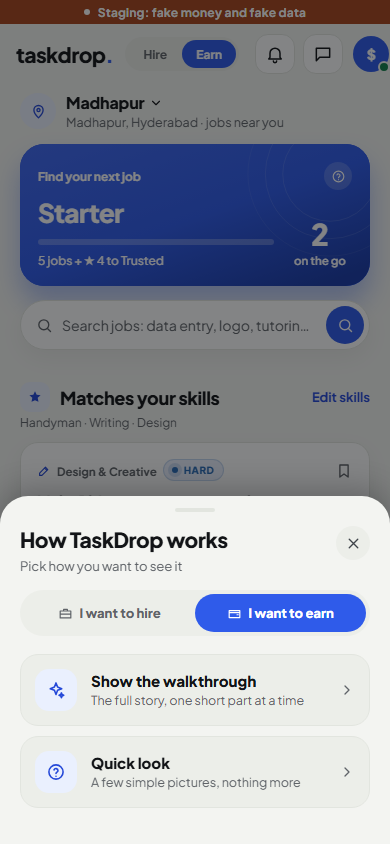 Staging: fake money and fake data
taskdrop.
Hire
Earn
$
Madhapur
Madhapur, Hyderabad · jobs near you
Find your next job
Starter
5 jobs + ★ 4 to Trusted
2
on the go
Search jobs: data entry, logo, tutorin...
Matches your skills
Edit skills
Handyman · Writing · Design
Design & Creative
HARD
How TaskDrop works
Pick how you want to see it
I want to hire
I want to earn
Show the walkthrough
The full story, one short part at a time
Quick look
A few simple pictures, nothing more